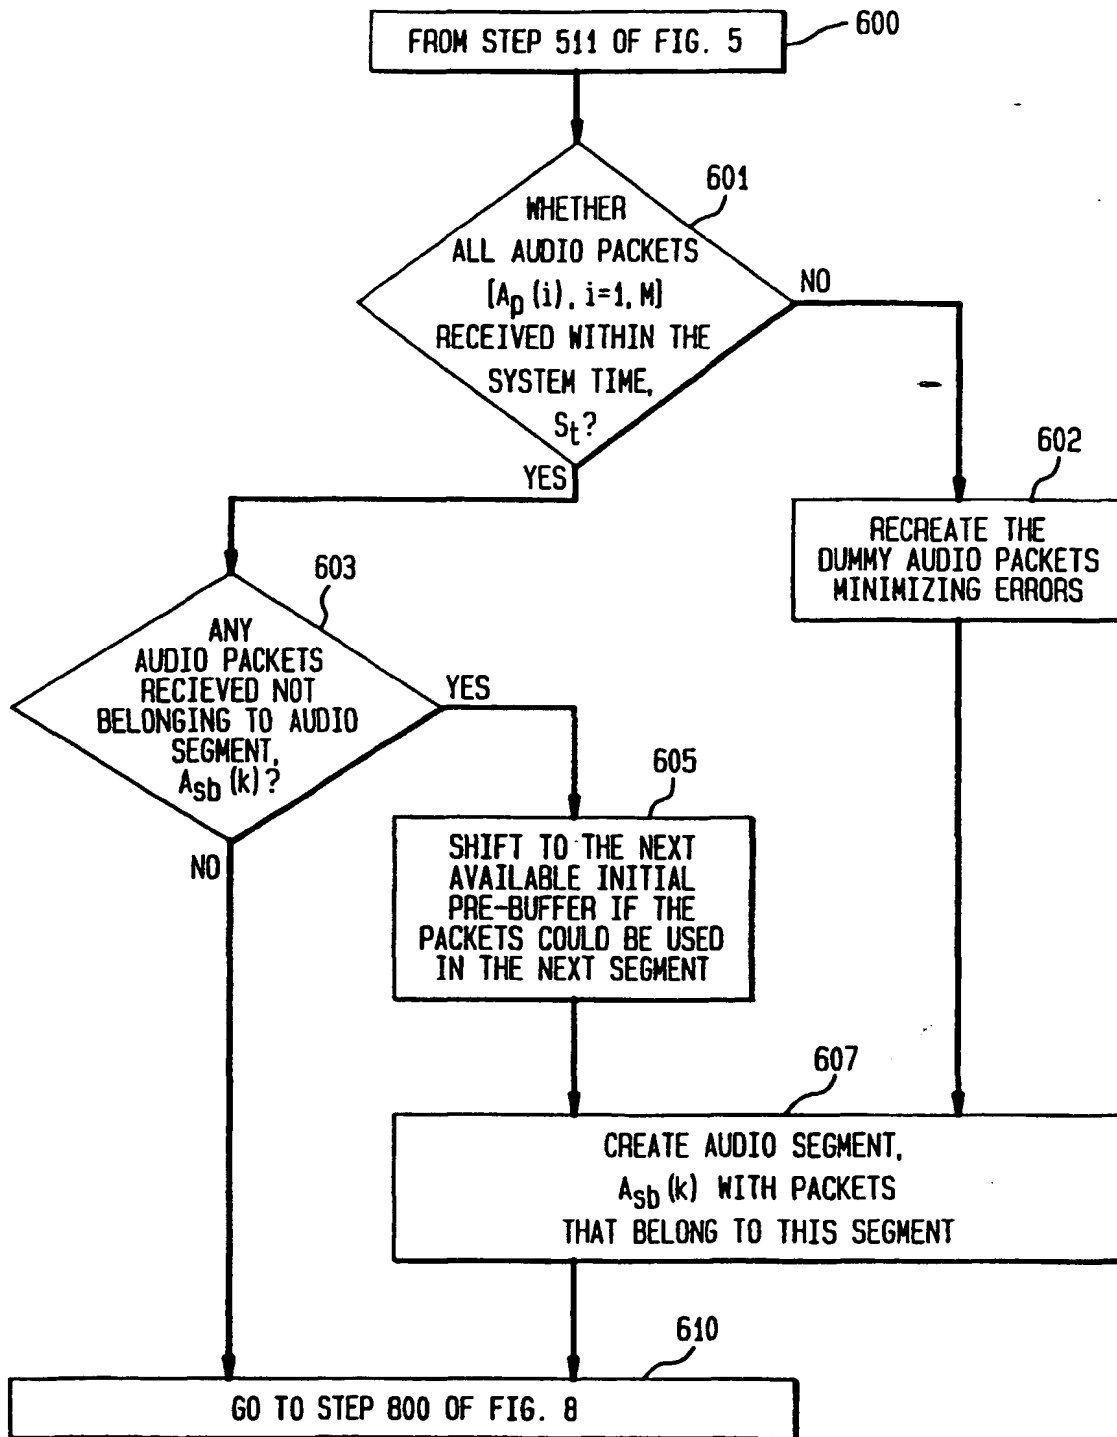 FROM STEP 511 OF FIG. 5
600
601
WHETHER
ALL AUDIO PACKETS
[Ap(i), i=1, M]
RECEIVED WITHIN THE
SYSTEM TIME,
St?
NO
YES
602
RECREATE THE
DUMMY AUDIO PACKETS
MINIMIZING ERRORS
603
ANY
AUDIO PACKETS
RECIEVED NOT
BELONGING TO AUDIO
SEGMENT,
Asb(k)?
YES
NO
605
SHIFT TO THE NEXT
AVAILABLE INITIAL
PRE-BUFFER IF THE
PACKETS COULD BE USED
IN THE NEXT SEGMENT
607
CREATE AUDIO SEGMENT,
Asb(k) WITH PACKETS
THAT BELONG TO THIS SEGMENT
610
GO TO STEP 800 OF FIG. 8